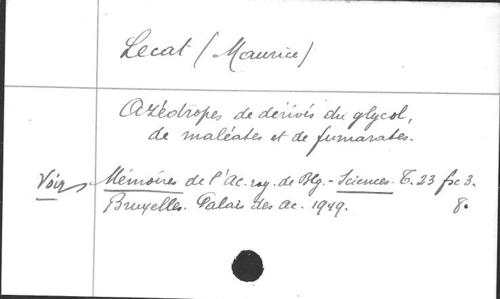 Lecat (Maurice)
Azéotropes de dérivés du glycol,
de maléates et de fumarates.
Voir Mémoires de l'Ac. roy. de Blg. - Sciences. T. 23 fsc 3.
Bruxelles. Palais des Ac. 1949. 8°